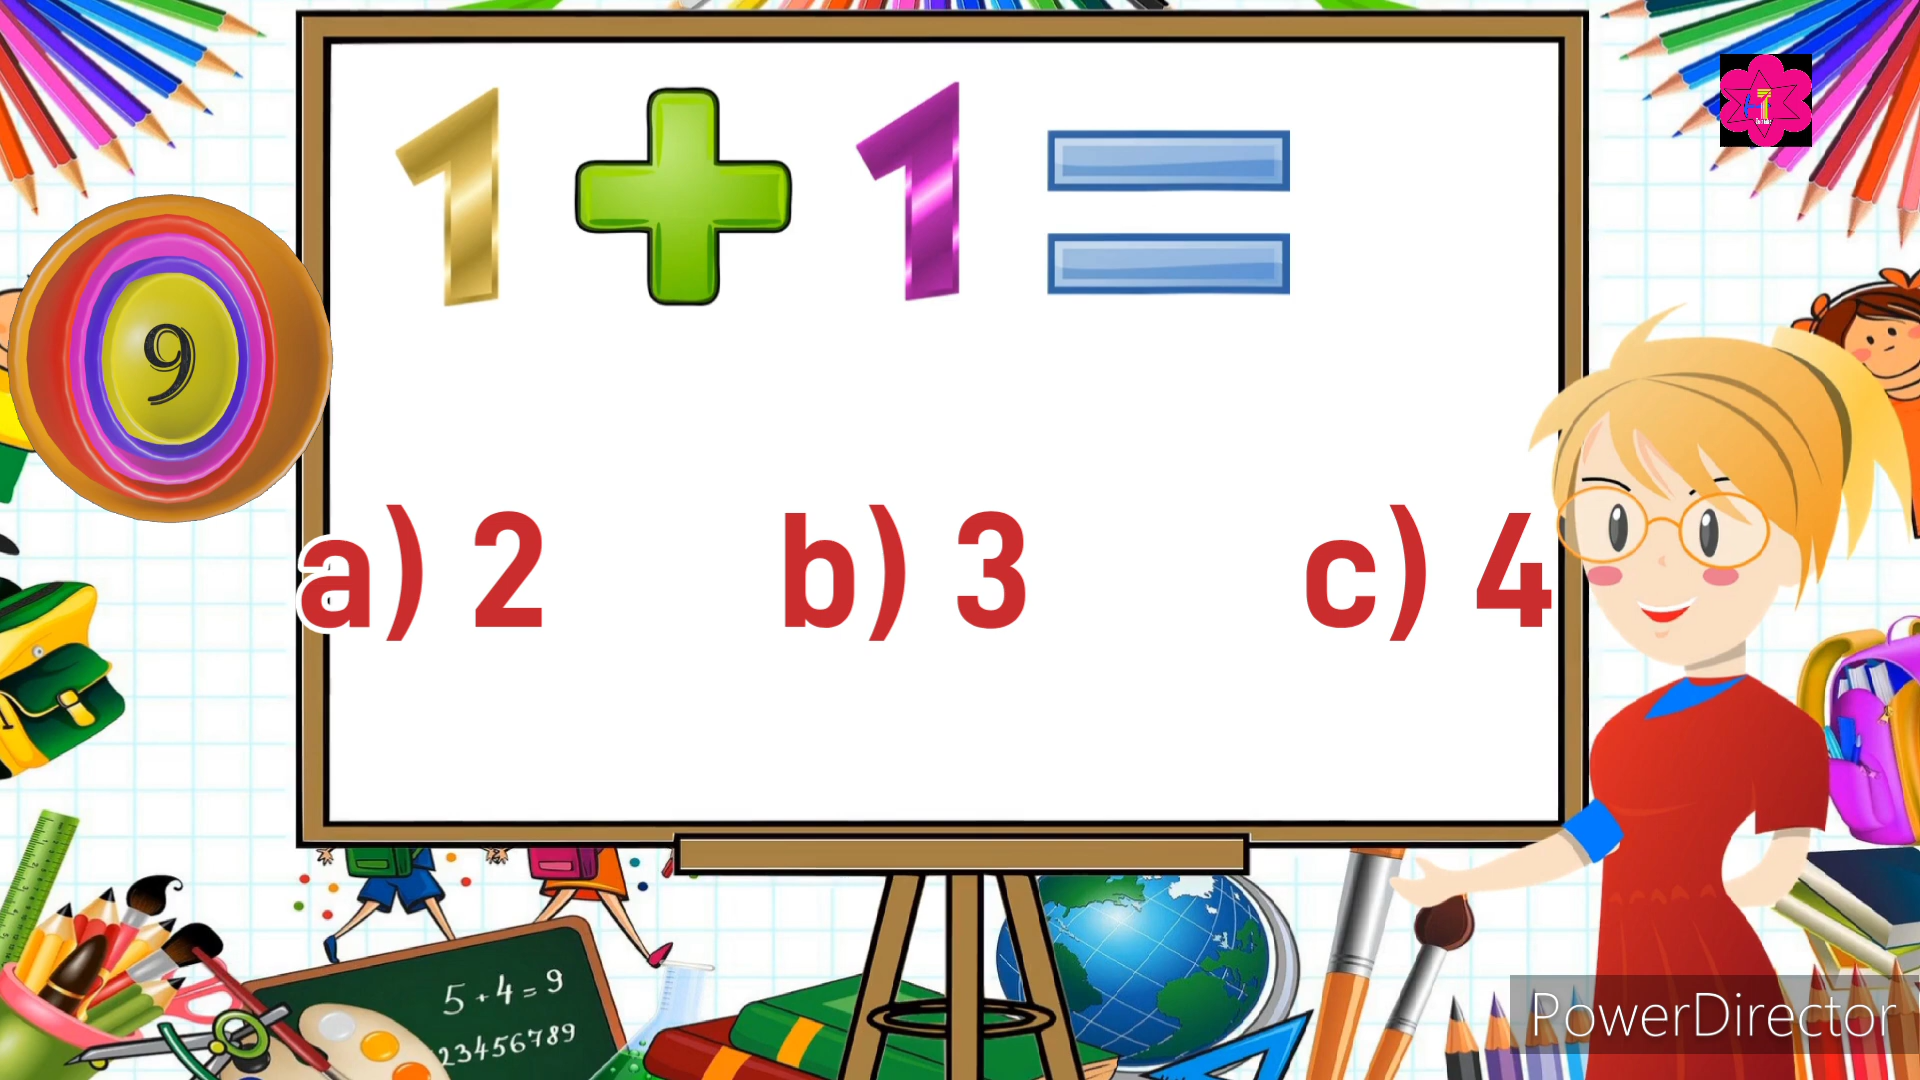 1 + 1 =
9
a) 2 b) 3 c) 4
5 + 4 = 9
23456789
PowerDirector